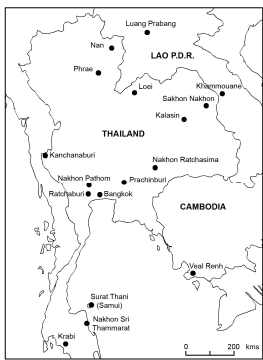 Luang Prabang
Nan
LAO P.D.R.
Phrae
Loei
Khammouane
Sakhon Nakhon
Kalasin
THAILAND
Kanchanaburi
Nakhon Ratchasima
Nakhon Pathom
Prachinburi
Ratchaburi
Bangkok
CAMBODIA
Veal Renh
Surat Thani
(Samui)
Nakhon Sri
Thammarat
Krabi
0 200 kms